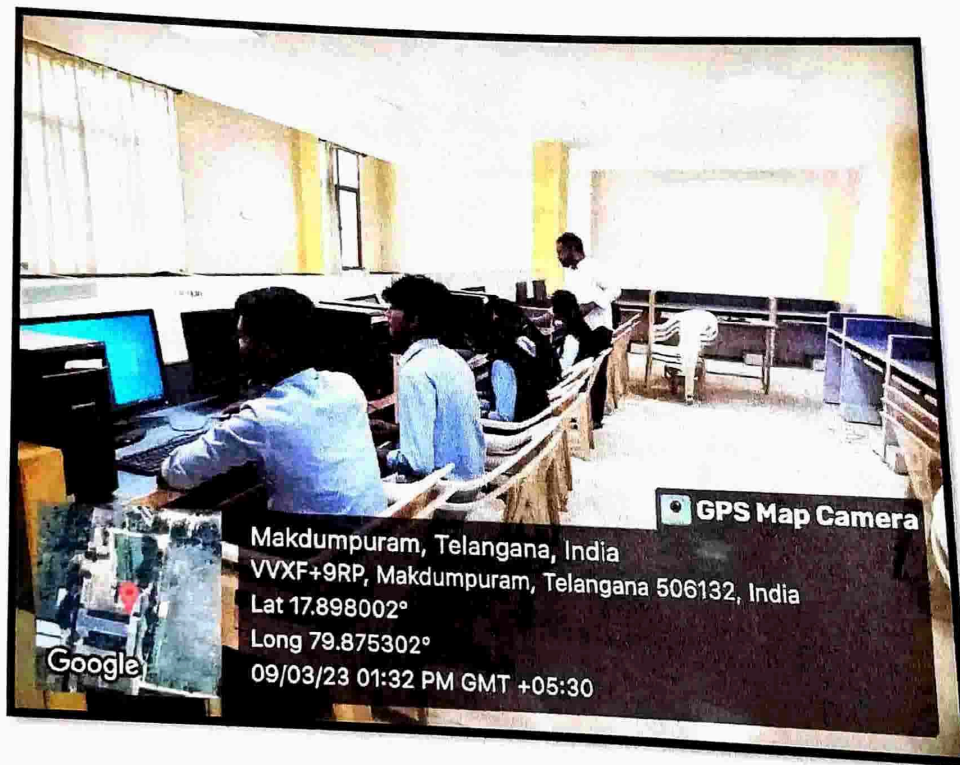 GPS Map Camera
Makdumpuram, Telangana, India
VVXF+9RP, Makdumpuram, Telangana 506132, India
Lat 17.898002°
Long 79.875302°
09/03/23 01:32 PM GMT +05:30
Google